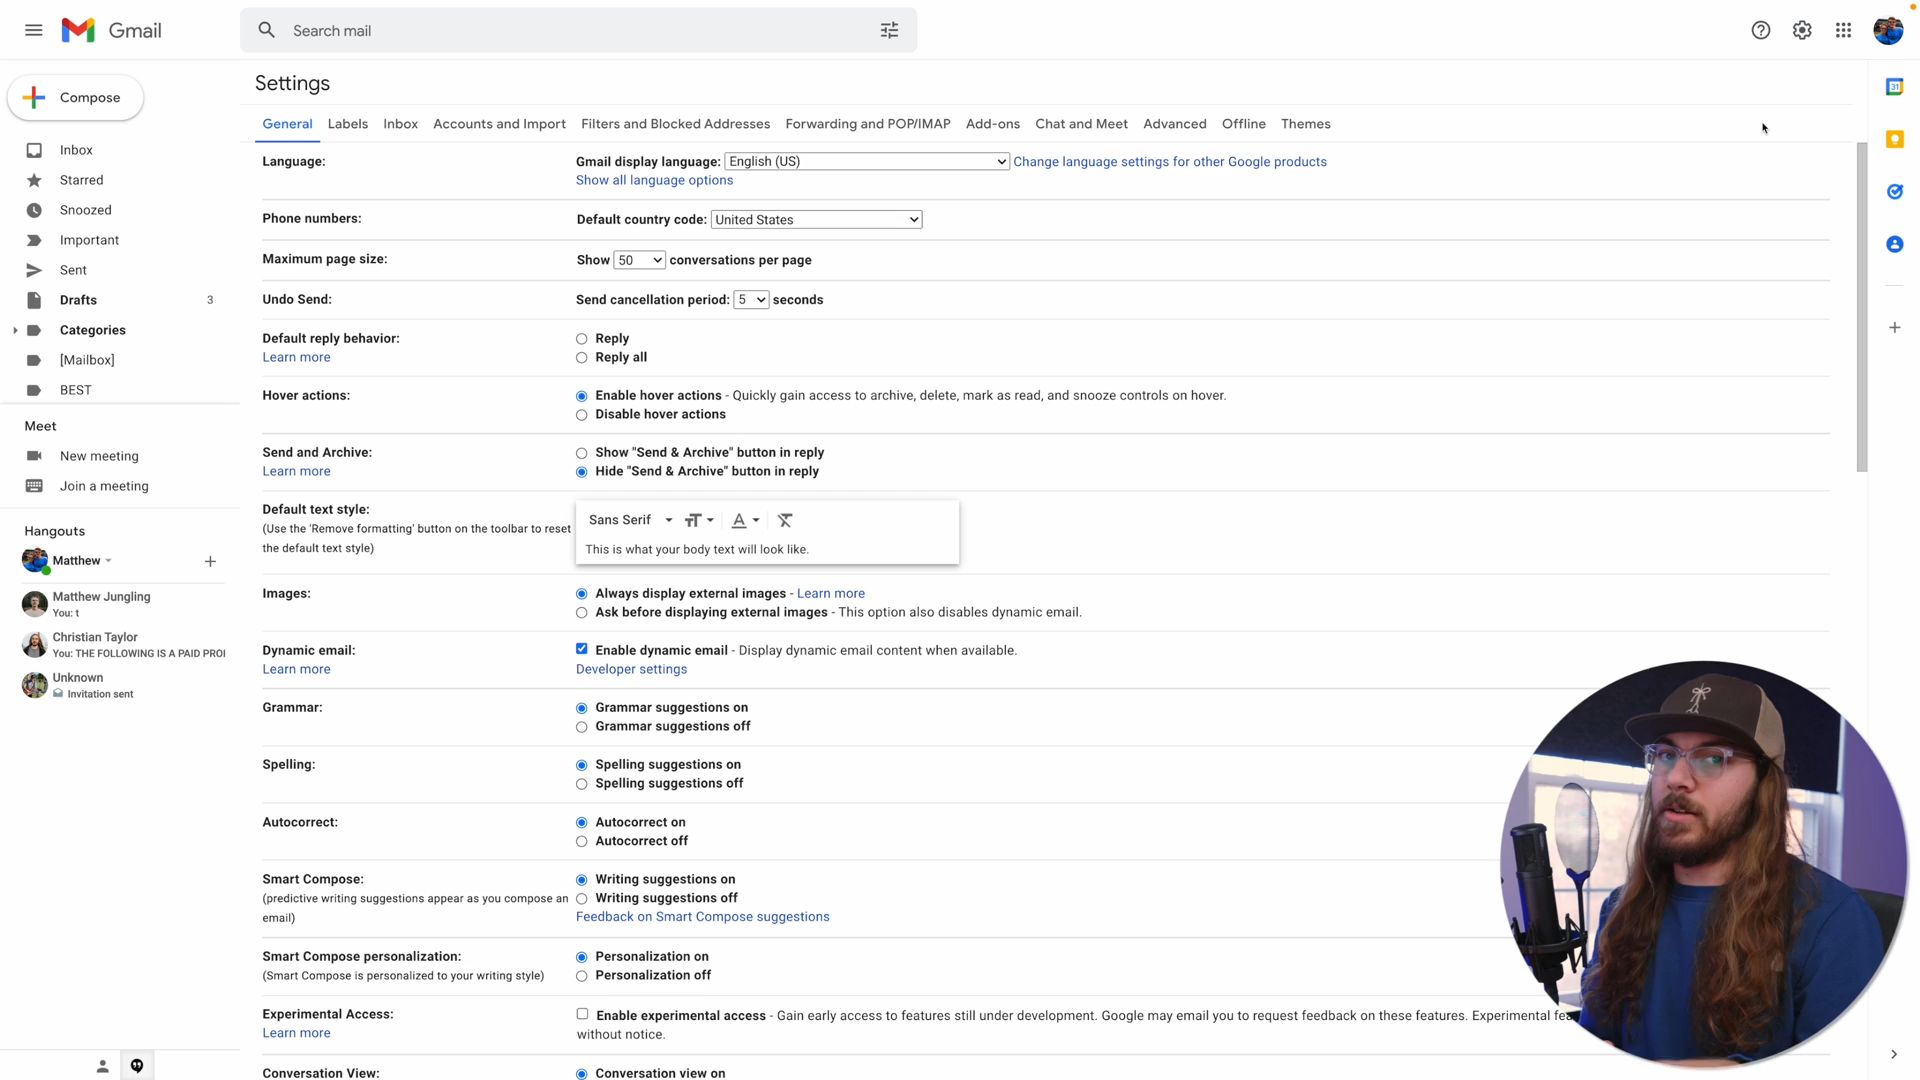 Gmail
Search mail
Compose
Inbox
Starred
Snoozed
Important
Sent
Drafts 3
Categories
[Mailbox]
BEST
Meet
New meeting
Join a meeting
Hangouts
Matthew
Matthew Jungling
You: t
Christian Taylor
You: THE FOLLOWING IS A PAID PROI
Unknown
Invitation sent
Settings
General Labels Inbox Accounts and Import Filters and Blocked Addresses Forwarding and POP/IMAP Add-ons Chat and Meet Advanced Offline Themes
Language: Gmail display language: English (US) Change language settings for other Google products
Show all language options
Phone numbers: Default country code: United States
Maximum page size: Show 50 conversations per page
Undo Send: Send cancellation period: 5 seconds
Default reply behavior: Reply
Learn more Reply all
Hover actions: Enable hover actions - Quickly gain access to archive, delete, mark as read, and snooze controls on hover.
Disable hover actions
Send and Archive: Show "Send & Archive" button in reply
Learn more Hide "Send & Archive" button in reply
Default text style:
(Use the 'Remove formatting' button on the toolbar to reset
the default text style)
Sans Serif
This is what your body text will look like.
Images: Always display external images - Learn more
Ask before displaying external images - This option also disables dynamic email.
Dynamic email: Enable dynamic email - Display dynamic email content when available.
Learn more Developer settings
Grammar: Grammar suggestions on
Grammar suggestions off
Spelling: Spelling suggestions on
Spelling suggestions off
Autocorrect: Autocorrect on
Autocorrect off
Smart Compose: Writing suggestions on
(predictive writing suggestions appear as you compose an Writing suggestions off
email) Feedback on Smart Compose suggestions
Smart Compose personalization: Personalization on
(Smart Compose is personalized to your writing style) Personalization off
Experimental Access: Enable experimental access - Gain early access to features still under development. Google may email you to request feedback on these features. Experimental fea
Learn more without notice.
Conversation View: Conversation view on
31